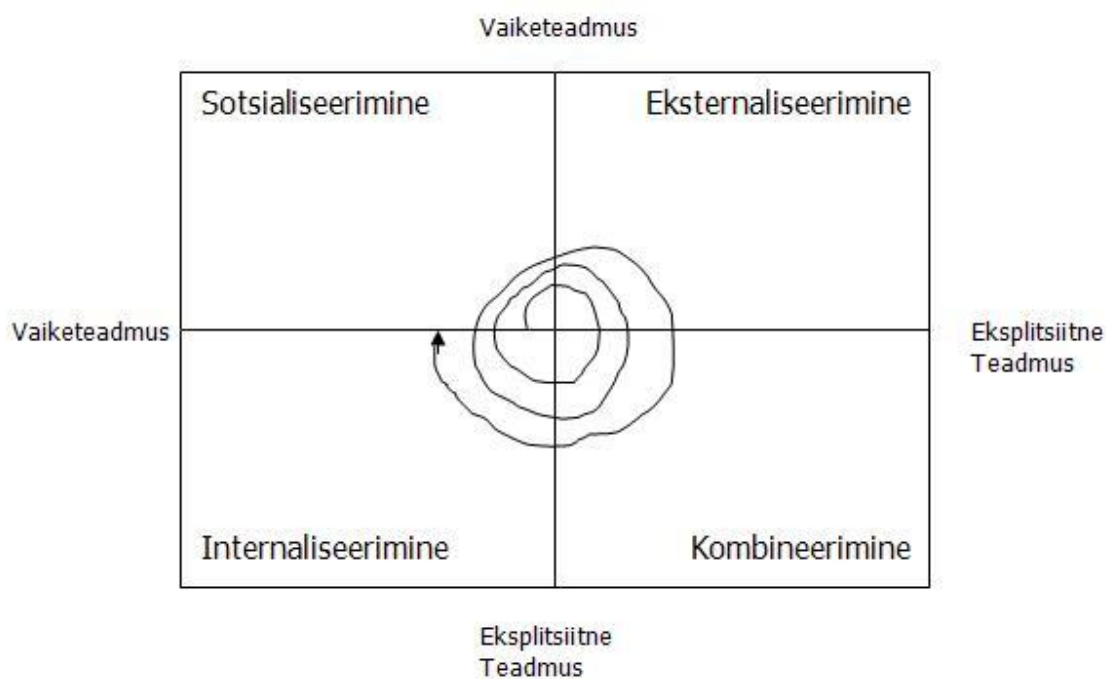 Vaiketeadmus
Sotsialiseerimine
Eksternaliseerimine
Vaiketeadmus
Eksplitsiitne
Teadmus
Internaliseerimine
Kombineerimine
Eksplitsiitne
Teadmus